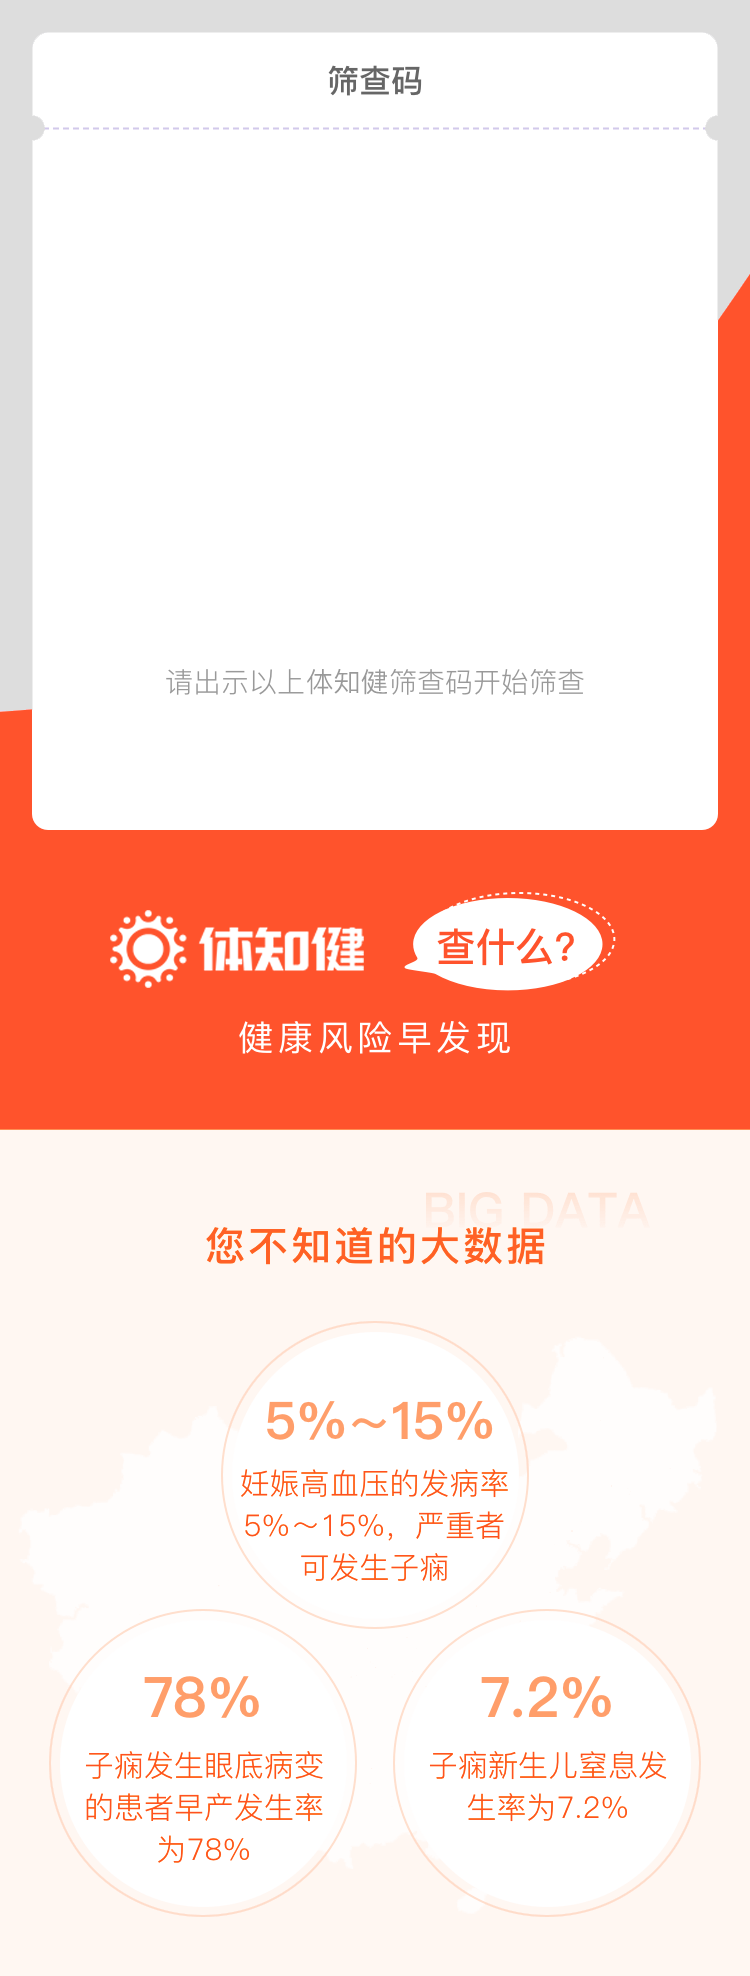 筛查码
请出示以上体知健筛查码开始筛查
体知健
查什么?
健康风险早发现
BIG DATA
您不知道的大数据
5%~15%
妊娠高血压的发病率
5%~15%，严重者
可发生子痫
78%
子痫发生眼底病变
的患者早产发生率
为78%
7.2%
子痫新生儿窒息发
生率为7.2%